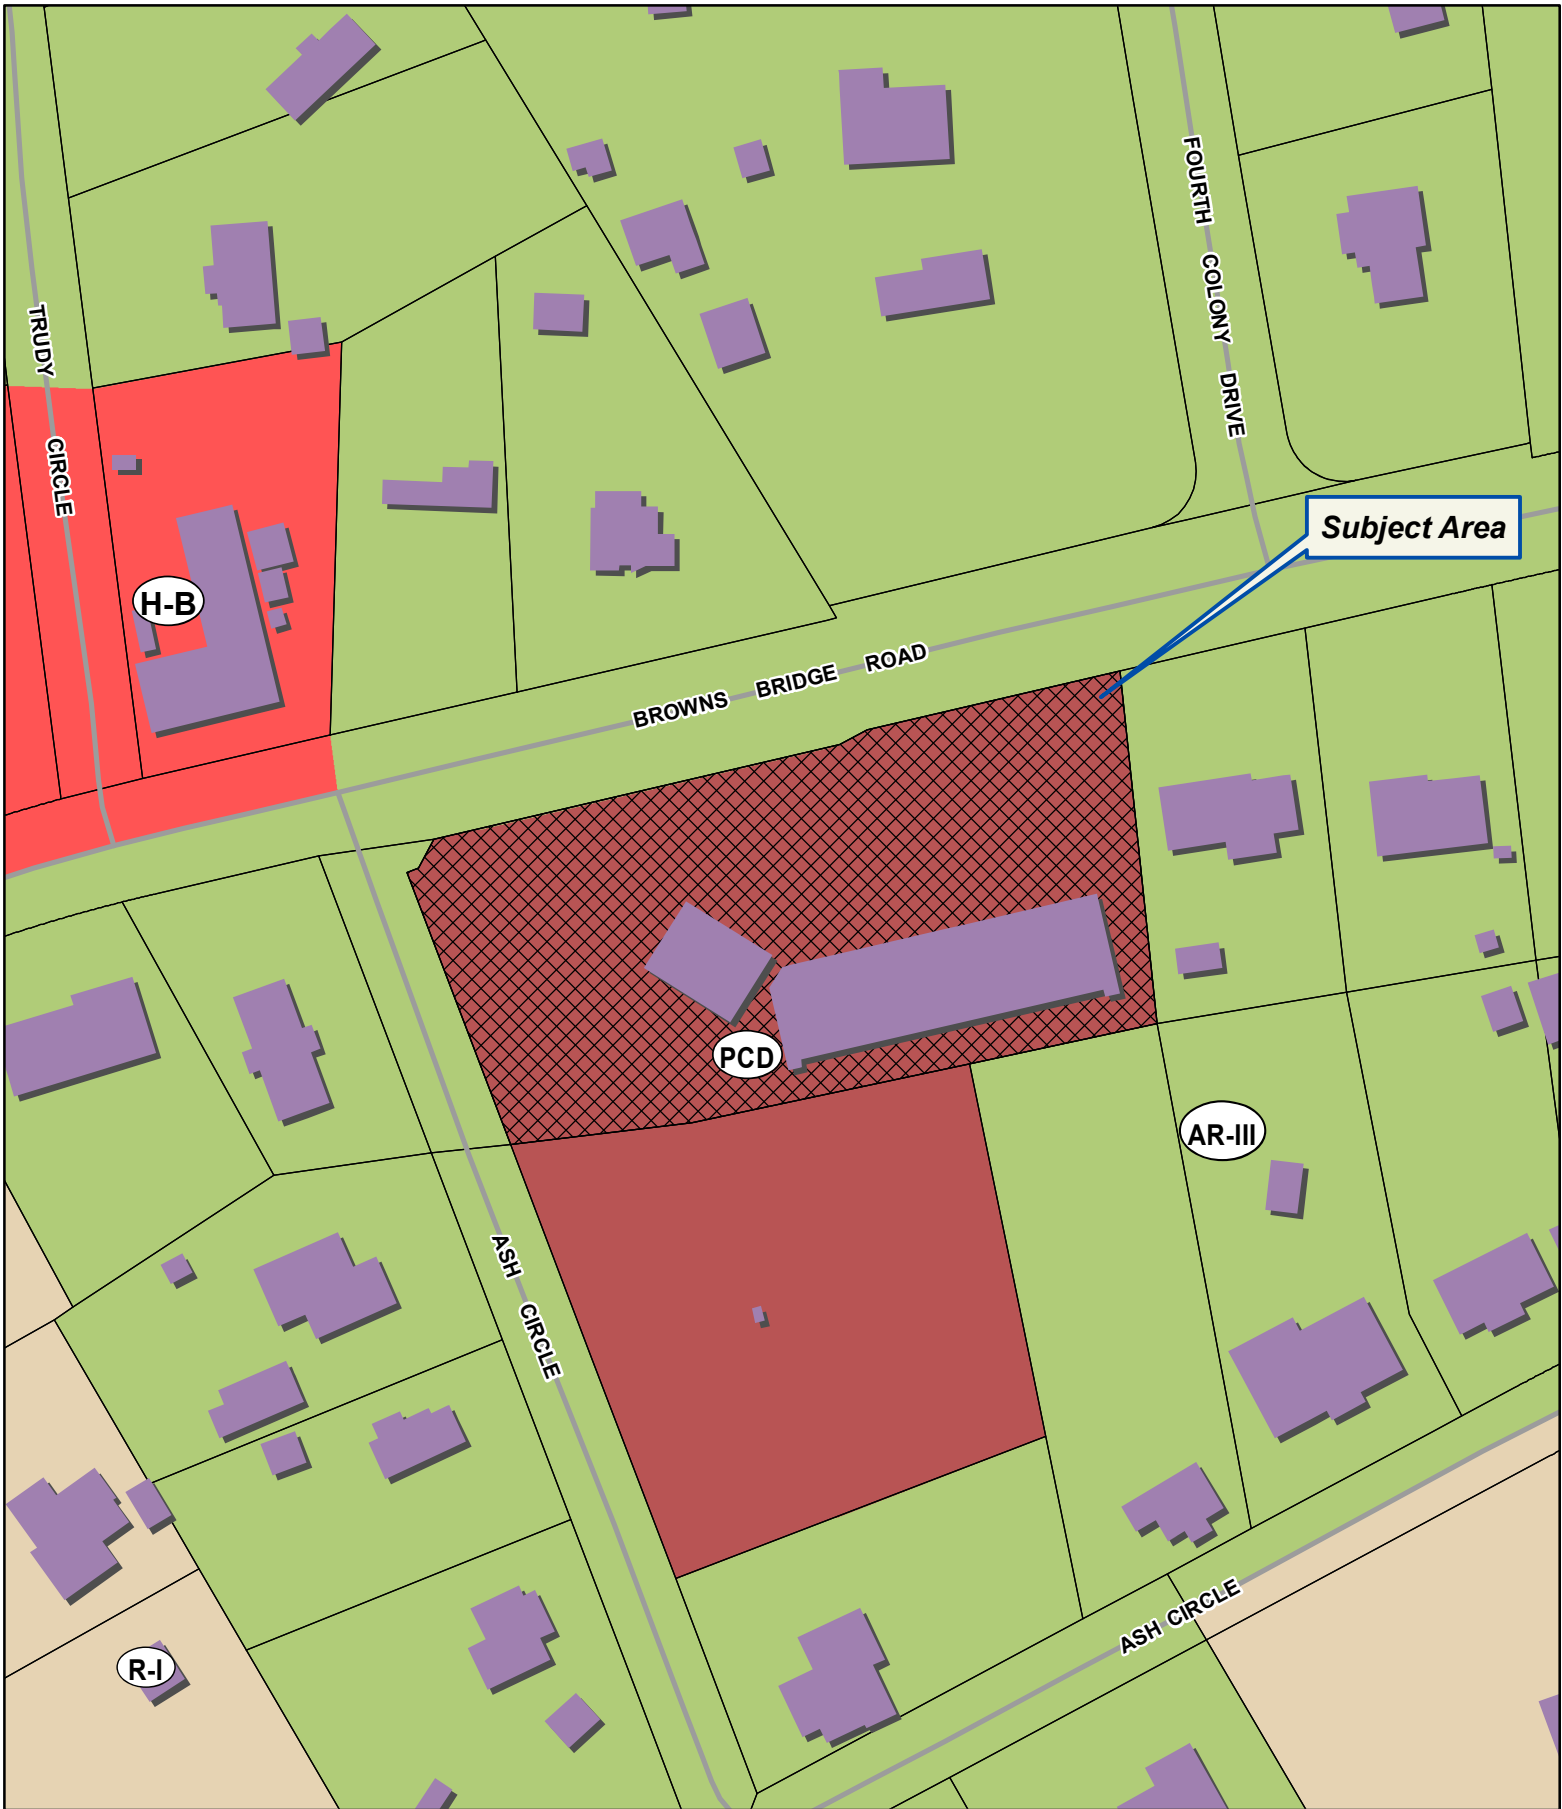 FOURTH COLONY DRIVE
TRUDY CIRCLE
Subject Area
H-B
BROWNS BRIDGE ROAD
PCD
AR-III
ASH CIRCLE
ASH CIRCLE
R-I